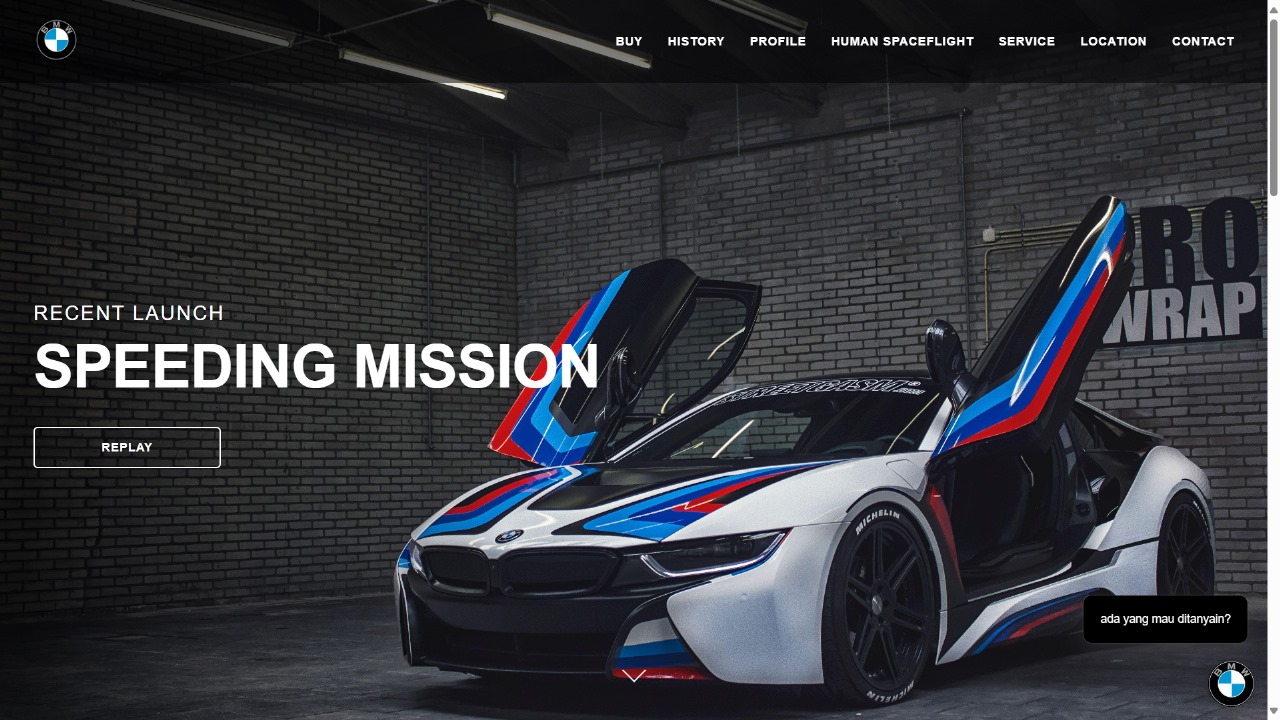 BMW
BUY HISTORY PROFILE HUMAN SPACEFLIGHT SERVICE LOCATION CONTACT
RECENT LAUNCH
SPEEDING MISSION
REPLAY
RO
WRAP
MICHELIN
MICHELIN
ada yang mau ditanyain?
BMW